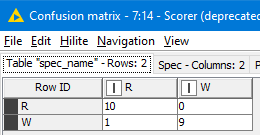 Confusion matrix - 7:14 - Scorer (deprecated
File Hilite Navigation View
Table "spec_name" - Rows: 2 Spec - Columns: 2 P
Row ID I R I W
R 10 0
W 1 9